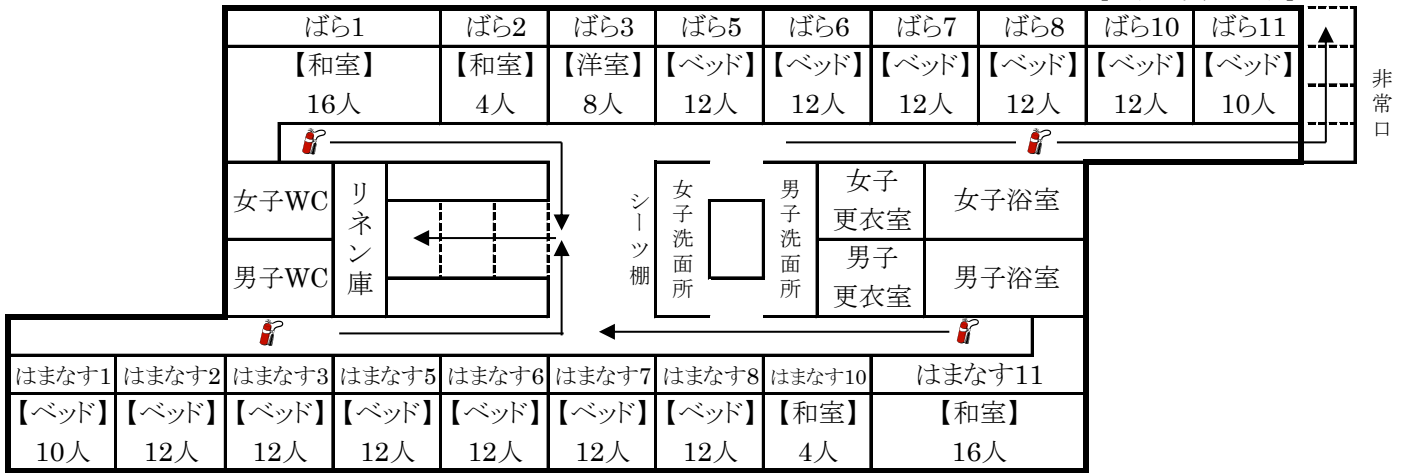 ばら1 ばら2 ばら3 ばら5 ばら6 ばら7 ばら8 ばら10 ばら11
【和室】 【和室】 【洋室】 【ベッド】 【ベッド】 【ベッド】 【ベッド】 【ベッド】 【ベッド】
16人 4人 8人 12人 12人 12人 12人 12人 10人
非常口
女子WC
男子WC
リネン庫
シーツ棚
女子洗面所
男子洗面所
女子
更衣室
女子浴室
男子
更衣室
男子浴室
はまなす1 はまなす2 はまなす3 はまなす5 はまなす6 はまなす7 はまなす8 はまなす10 はまなす11
【ベッド】 【ベッド】 【ベッド】 【ベッド】 【ベッド】 【ベッド】 【ベッド】 【和室】 【和室】
10人 12人 12人 12人 12人 12人 12人 4人 16人